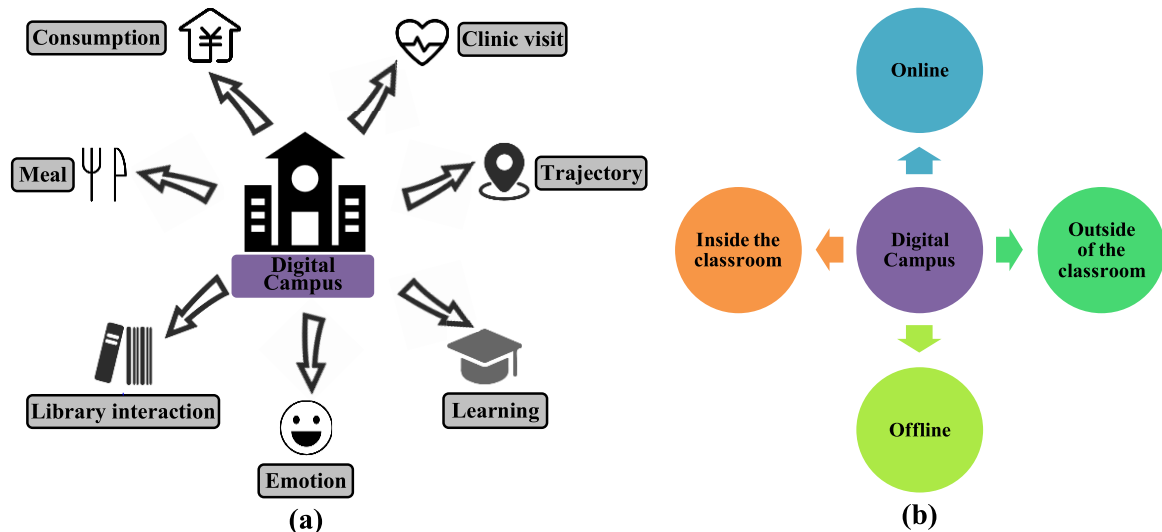 Consumption
¥
Clinic visit
Meal
Trajectory
Digital
Campus
Library interaction
Learning
Emotion
(a)
Online
Inside the
classroom
Digital
Campus
Outside
of the
classroom
Offline
(b)